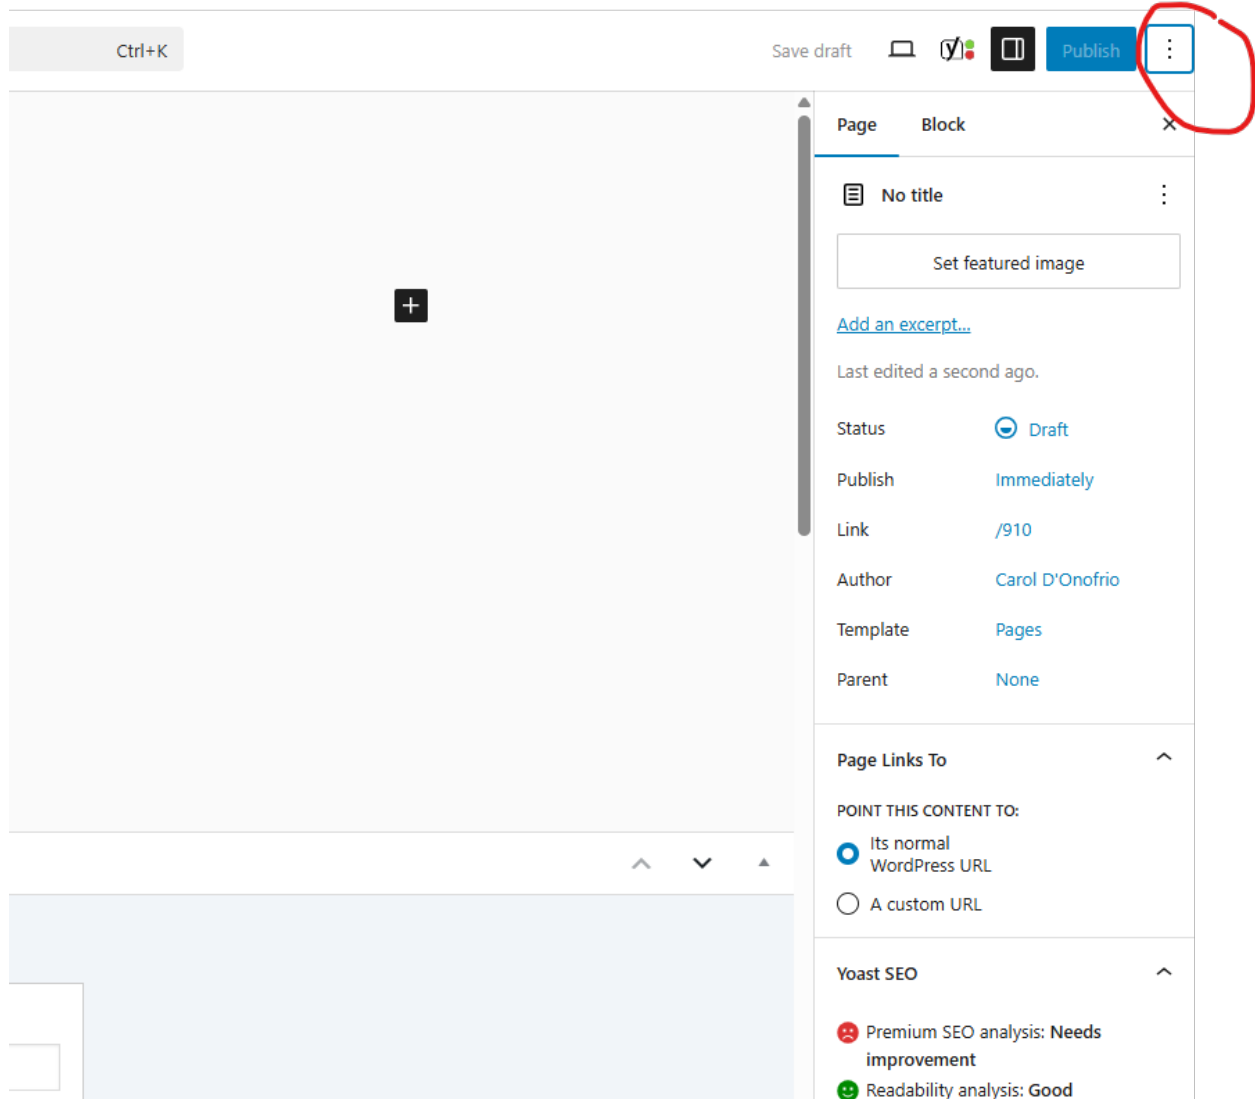 Ctrl+K
Save draft
Publish
Page
Block
No title
Set featured image
Add an excerpt...
Last edited a second ago.
Status
Draft
Publish
Immediately
Link
/910
Author
Carol D'Onofrio
Template
Pages
Parent
None
Page Links To
POINT THIS CONTENT TO:
Its normal
WordPress URL
A custom URL
Yoast SEO
Premium SEO analysis: Needs
improvement
Readability analysis: Good